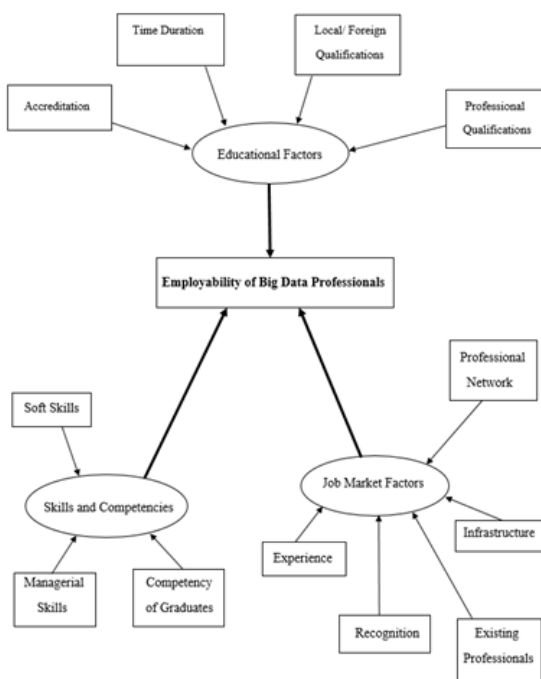 Time Duration
Local/ Foreign
Qualifications
Accreditation
Professional
Qualifications
Educational Factors
Employability of Big Data Professionals
Professional
Network
Soft Skills
Skills and Competencies
Job Market Factors
Infrastructure
Experience
Managerial
Skills
Competency
of Graduates
Recognition
Existing
Professionals